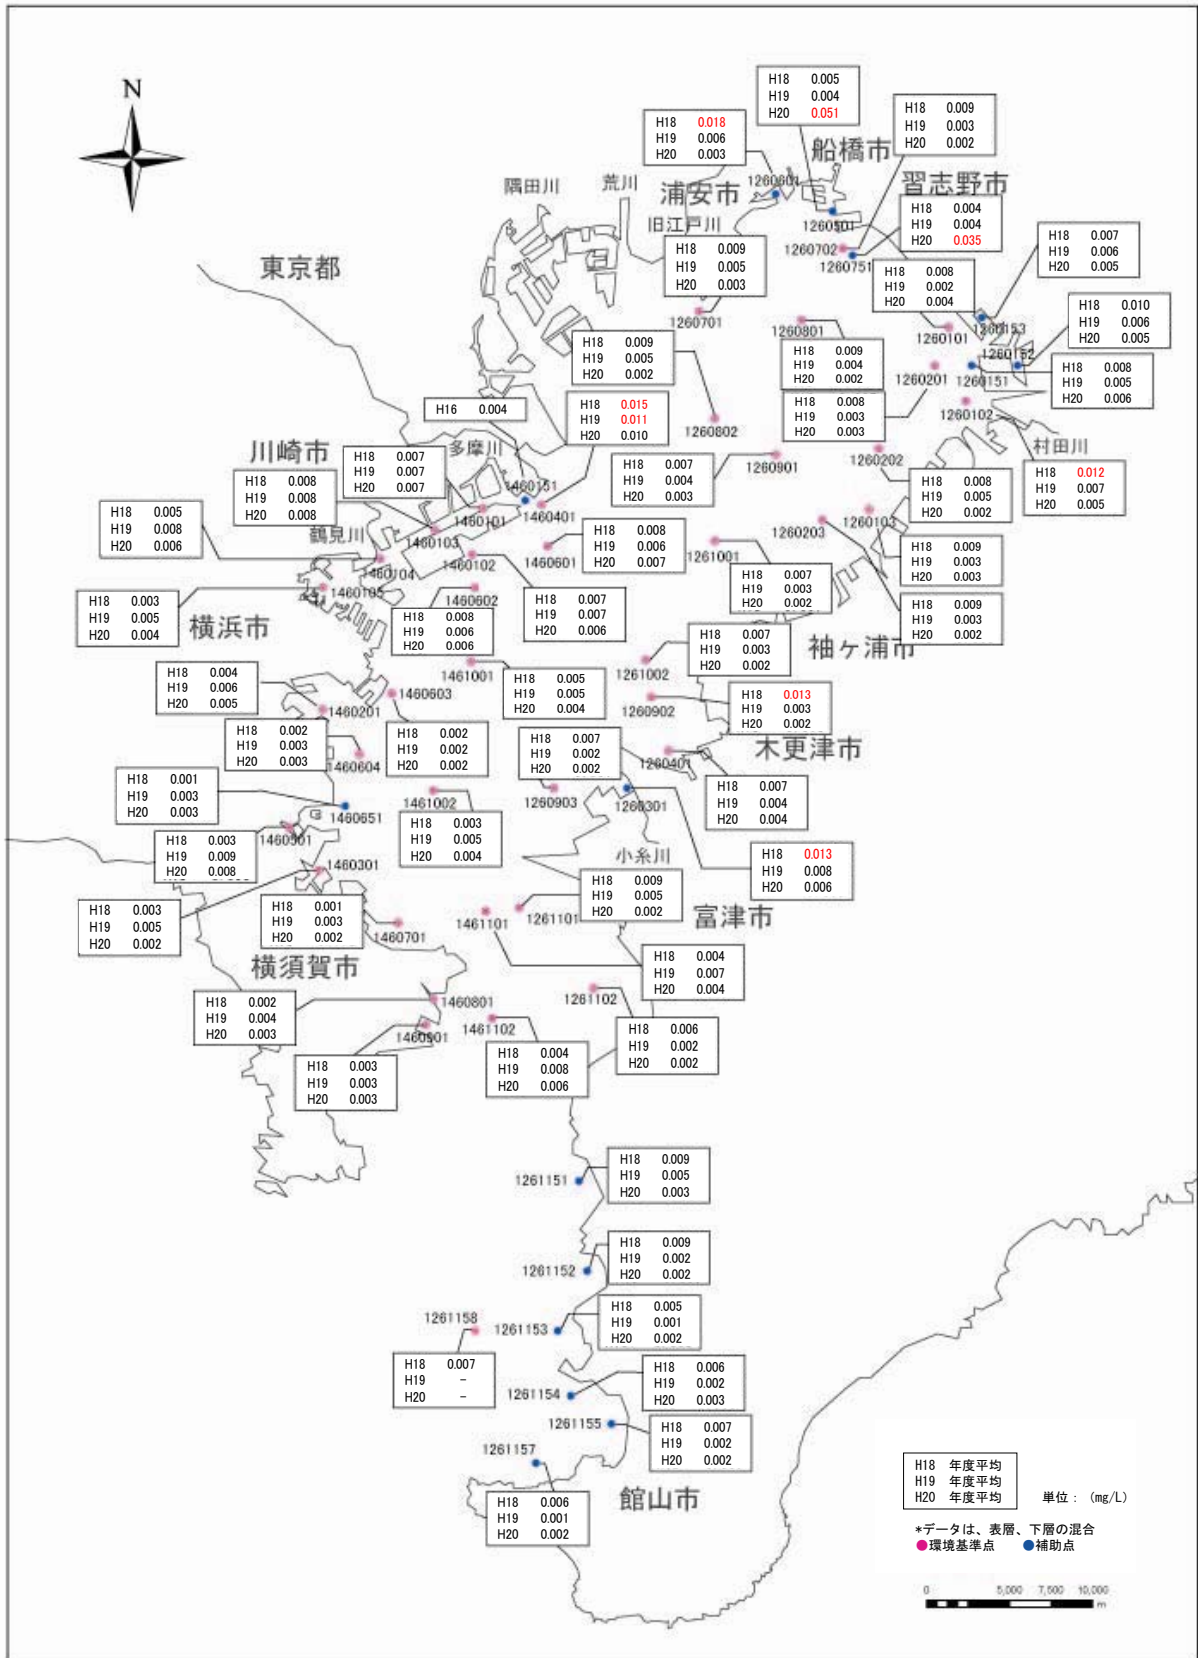 N
H18 0.005
H19 0.004
H20 0.051
H18 0.009
H19 0.003
H20 0.002
H18 0.018
H19 0.006
H20 0.003
船橋市
隅田川
荒川
浦安市
1260601
習志野市
旧江戸川
1260501
H18 0.004
H19 0.004
H20 0.035
H18 0.009
H19 0.005
H20 0.003
1260702
1260751
H18 0.007
H19 0.006
H20 0.005
東京都
H18 0.008
H19 0.002
H20 0.004
1260701
1260801
1260153
1260101
H18 0.010
H19 0.006
H20 0.005
H18 0.009
H19 0.005
H20 0.002
H18 0.009
H19 0.004
H20 0.002
1260152
1260201
1260151
H18 0.008
H19 0.005
H20 0.006
H16 0.004
H18 0.015
H19 0.011
H20 0.010
1260802
H18 0.008
H19 0.003
H20 0.003
1260102
村田川
川崎市
多摩川
H18 0.007
H19 0.007
H20 0.007
H18 0.007
H19 0.004
H20 0.003
1260901
1260202
H18 0.012
H19 0.007
H20 0.005
H18 0.008
H19 0.008
H20 0.008
1460151
H18 0.008
H19 0.005
H20 0.002
H18 0.005
H19 0.008
H20 0.006
1460101
1460401
1260103
鶴見川
1460103
1260203
H18 0.008
H19 0.006
H20 0.007
1460104
1460102
1460601
1261001
H18 0.009
H19 0.003
H20 0.003
H18 0.007
H19 0.003
H20 0.002
1460105
1460602
H18 0.003
H19 0.005
H20 0.004
横浜市
H18 0.007
H19 0.007
H20 0.006
H18 0.009
H19 0.003
H20 0.002
H18 0.008
H19 0.006
H20 0.006
H18 0.007
H19 0.003
H20 0.002
袖ヶ浦市
1461001
1261002
H18 0.004
H19 0.006
H20 0.005
H18 0.005
H19 0.005
H20 0.004
1460603
1460201
1260902
H18 0.013
H19 0.003
H20 0.002
H18 0.002
H19 0.003
H20 0.003
H18 0.002
H19 0.002
H20 0.002
H18 0.007
H19 0.002
H20 0.002
木更津市
1460604
1260401
H18 0.001
H19 0.003
H20 0.003
H18 0.007
H19 0.004
H20 0.004
1461002
1260903
1260301
1460651
H18 0.003
H19 0.005
H20 0.004
1460501
H18 0.003
H19 0.009
H20 0.008
小糸川
H18 0.013
H19 0.008
H20 0.006
1460301
H18 0.009
H19 0.005
H20 0.002
H18 0.003
H19 0.005
H20 0.002
H18 0.001
H19 0.003
H20 0.002
1461101
1261101
富津市
1460701
横須賀市
H18 0.004
H19 0.007
H20 0.004
1261102
H18 0.002
H19 0.004
H20 0.003
1460801
1461102
1460901
H18 0.006
H19 0.002
H20 0.002
H18 0.004
H19 0.008
H20 0.006
H18 0.003
H19 0.003
H20 0.003
H18 0.009
H19 0.005
H20 0.003
1261151
H18 0.009
H19 0.002
H20 0.002
1261152
H18 0.005
H19 0.001
H20 0.002
1261158
1261153
H18 0.007
H19 －
H20 －
H18 0.006
H19 0.002
H20 0.003
1261154
1261155
H18 0.007
H19 0.002
H20 0.002
1261157
館山市
H18 0.006
H19 0.001
H20 0.002
H18 年度平均
H19 年度平均
H20 年度平均
単位：（mg/L）
*データは、表層、下層の混合
環境基準点 補助点
0 5,000 7,500 10,000
m